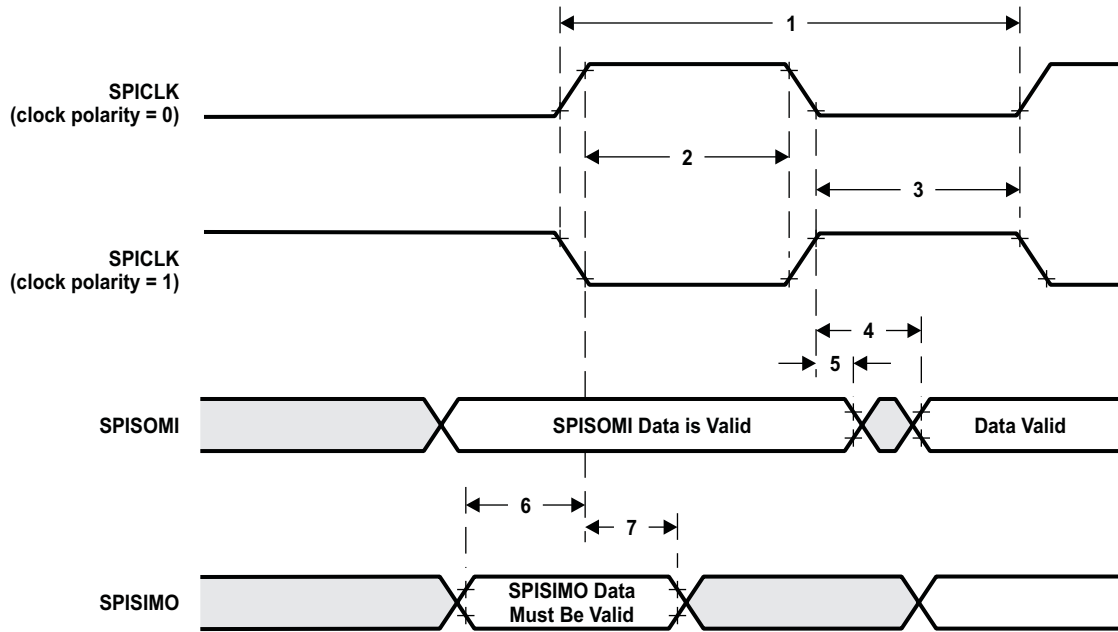 1
SPICLK
(clock polarity = 0)
2
3
SPICLK
(clock polarity = 1)
4
5
SPISOMI
SPISOMI Data is Valid
Data Valid
6
7
SPISIMO
SPISIMO Data
Must Be Valid